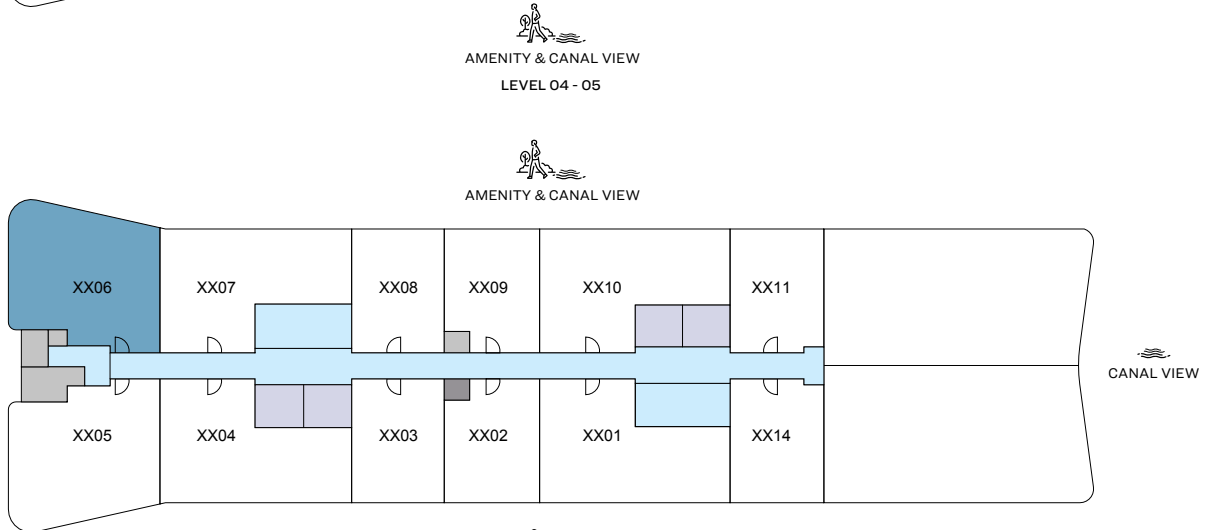 AMENITY & CANAL VIEW
LEVEL 04 - 05
AMENITY & CANAL VIEW
XX06 XX07 XX08 XX09 XX10 XX11
CANAL VIEW
XX05 XX04 XX03 XX02 XX01 XX14